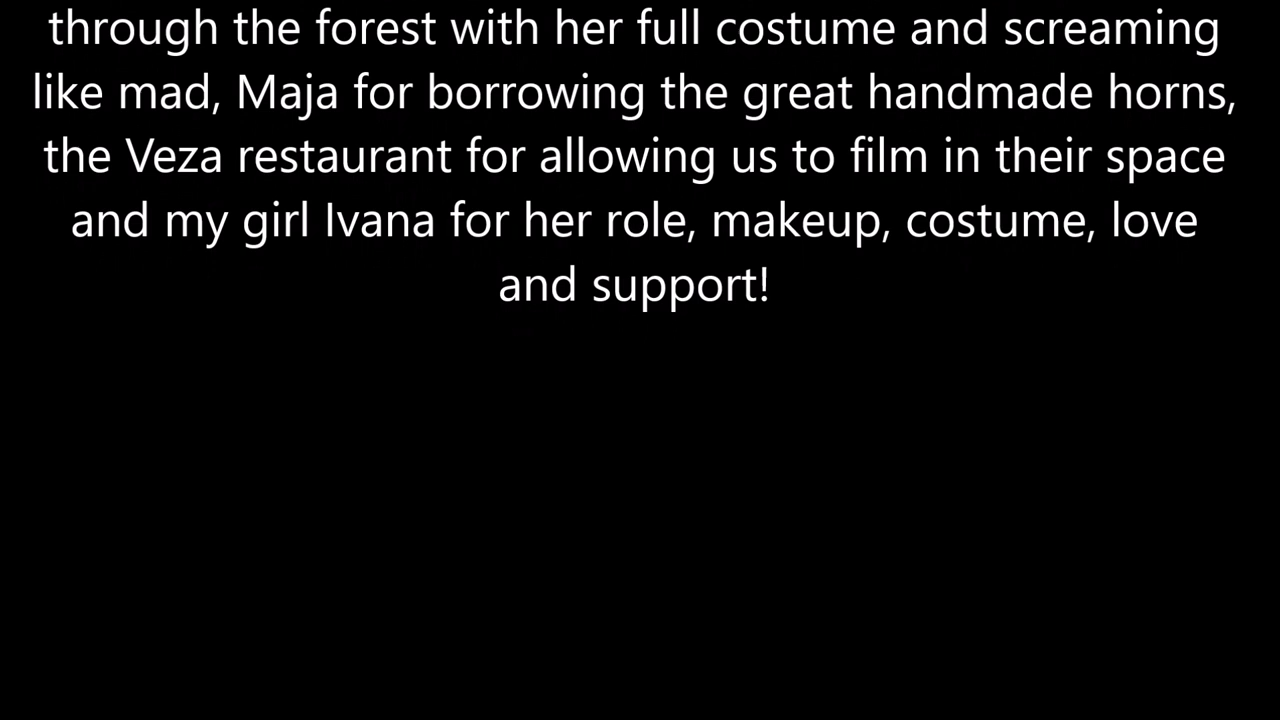 through the forest with her full costume and screaming
like mad, Maja for borrowing the great handmade horns,
the Veza restaurant for allowing us to film in their space
and my girl Ivana for her role, makeup, costume, love
and support!